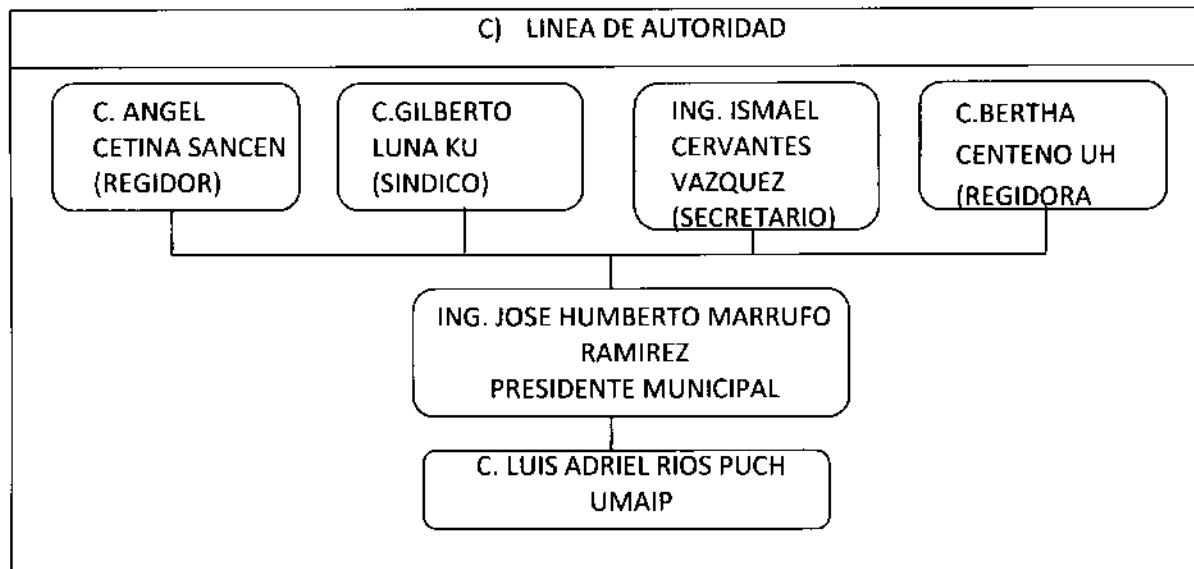 C) LINEA DE AUTORIDAD
C. ANGEL
CETINA SANCEN
(REGIDOR)
C.GILBERTO
LUNA KU
(SINDICO)
ING. ISMAEL
CERVANTES
VAZQUEZ
(SECRETARIO)
C.BERTHA
CENTENO UH
(REGIDORA
ING. JOSE HUMBERTO MARRUFO
RAMIREZ
PRESIDENTE MUNICIPAL
C. LUIS ADRIEL RIOS PUCH
UMAIP